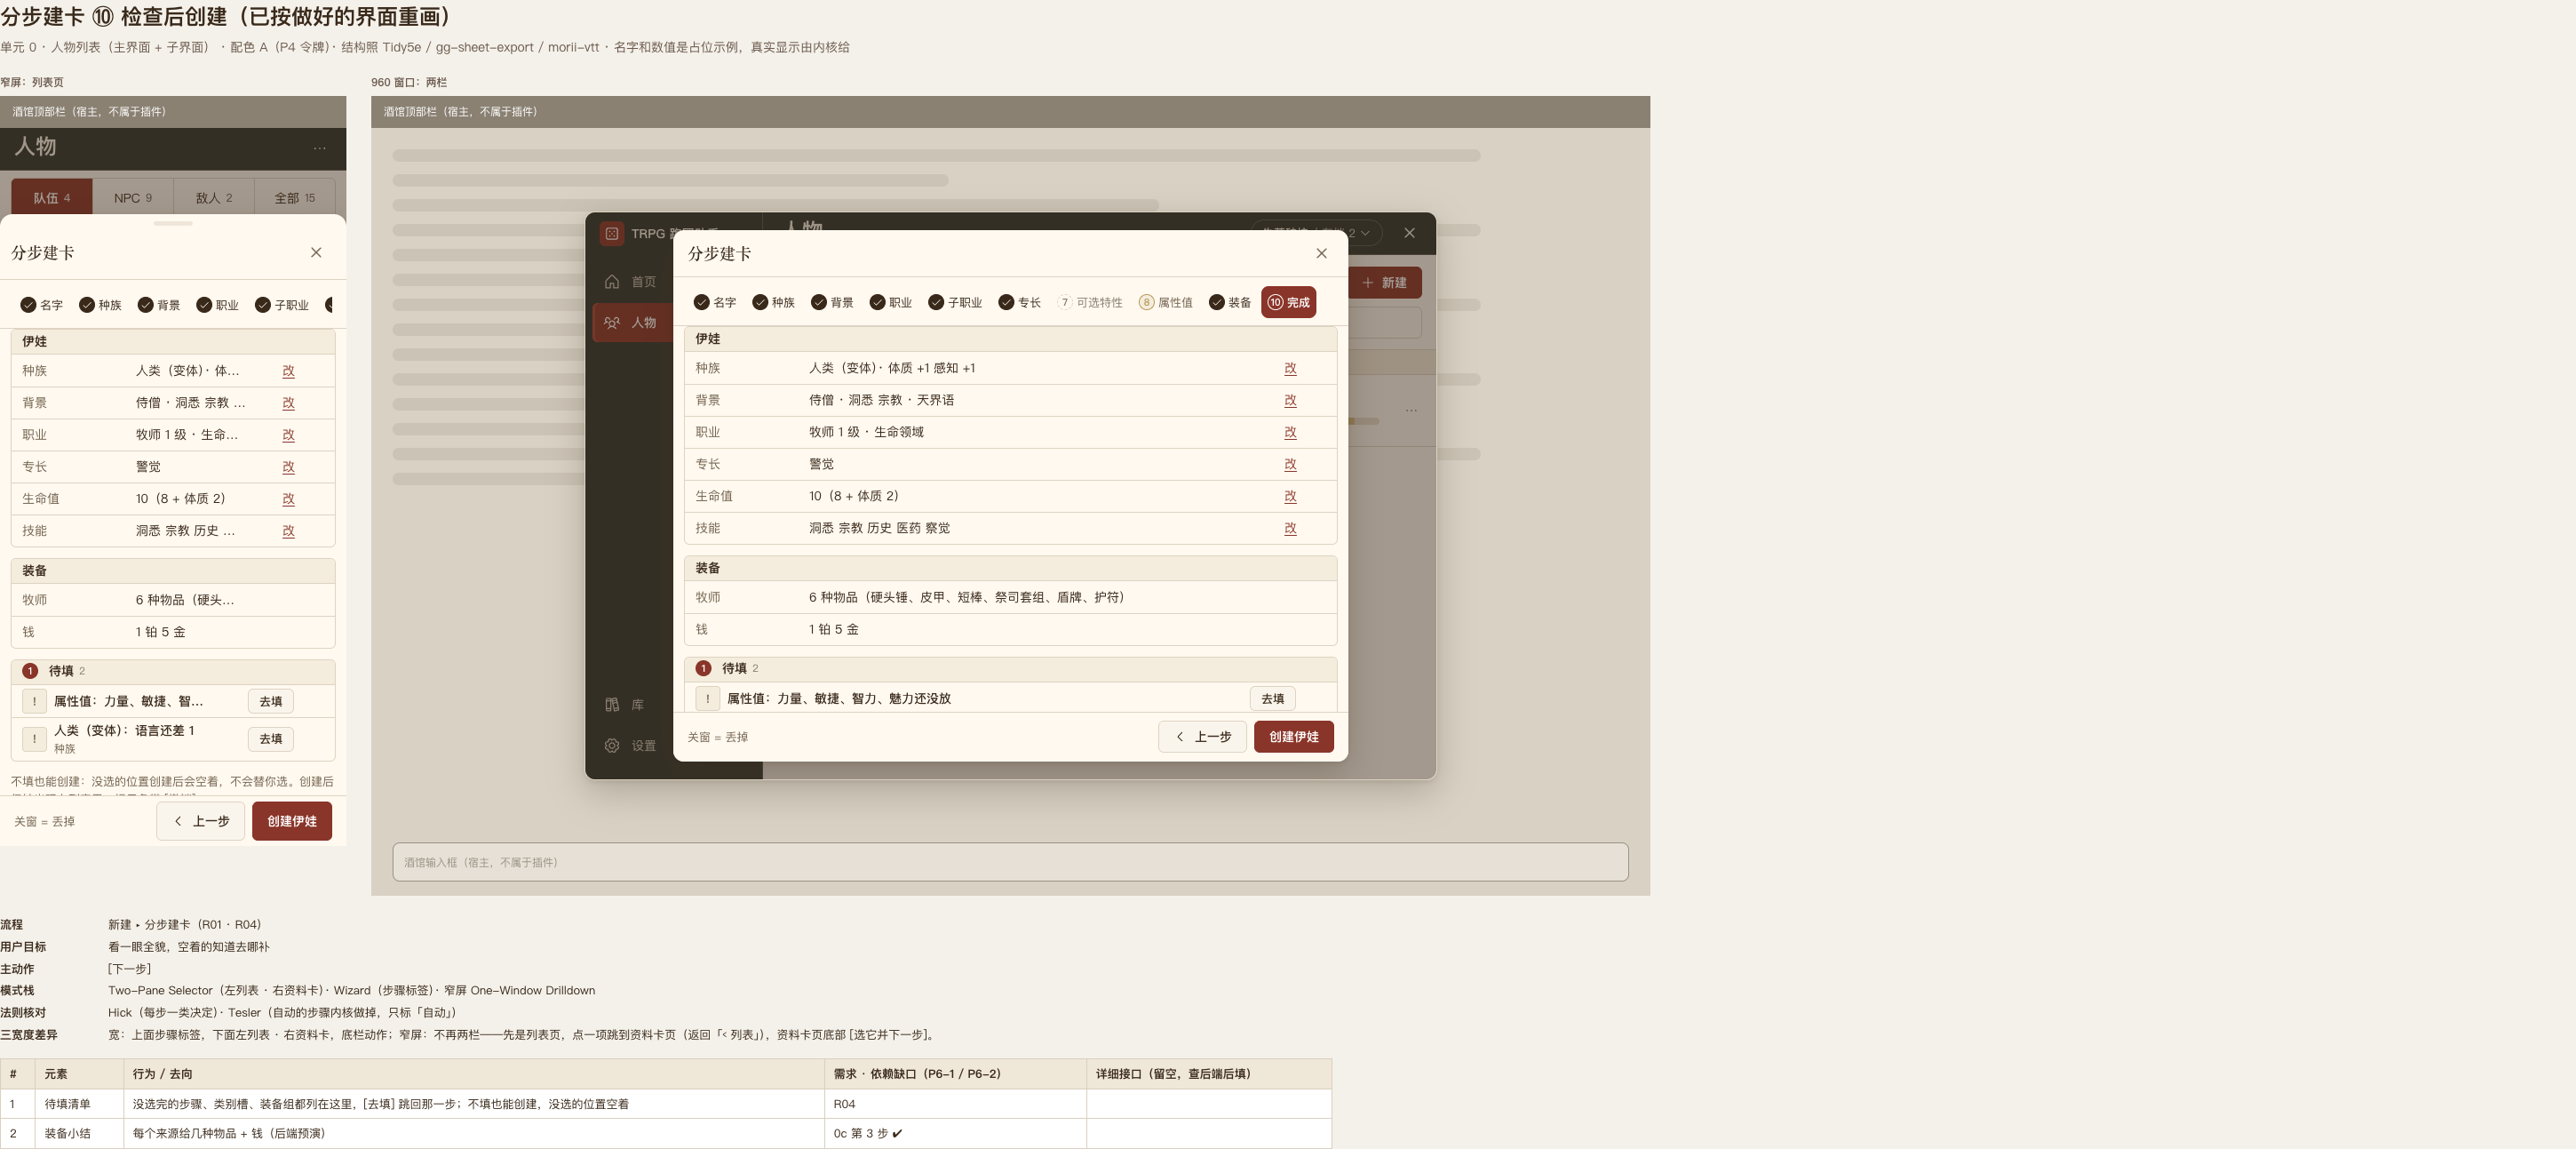 分步建卡 ⑩ 检查后创建（已按做好的界面重画）
单元 0 · 人物列表（主界面 + 子界面） · 配色 A（P4 令牌）· 结构照 Tidy5e / gg-sheet-export / morii-vtt · 名字和数值是占位示例，真实显示由内核给
窄屏：列表页
酒馆顶部栏（宿主，不属于插件）
人物
...
队伍 4
NPC 9
敌人 2
全部 15
分步建卡
名字
种族
背景
职业
子职业
伊娃
种族 人类（变体）· 体... 改
背景 侍僧 · 洞悉 宗教 ... 改
职业 牧师 1 级 · 生命... 改
专长 警觉 改
生命值 10（8 + 体质 2） 改
技能 洞悉 宗教 历史 ... 改
装备
牧师 6 种物品（硬头...
钱 1 铂 5 金
1 待填 2
! 属性值：力量、敏捷、智... 去填
! 人类（变体）：语言还差 1 去填
种族
不填也能创建：没选的位置创建后会空着，不会替你选。创建后
关窗 = 丢掉
上一步
创建伊娃
960 窗口：两栏
酒馆顶部栏（宿主，不属于插件）
TRPG
人物
2
首页
人物
库
设置
新建
...
分步建卡
名字
种族
背景
职业
子职业
专长
7 可选特性
8 属性值
装备
10 完成
伊娃
种族 人类（变体）· 体质 +1 感知 +1 改
背景 侍僧 · 洞悉 宗教 · 天界语 改
职业 牧师 1 级 · 生命领域 改
专长 警觉 改
生命值 10（8 + 体质 2） 改
技能 洞悉 宗教 历史 医药 察觉 改
装备
牧师 6 种物品（硬头锤、皮甲、短棒、祭司套组、盾牌、护符）
钱 1 铂 5 金
1 待填 2
! 属性值：力量、敏捷、智力、魅力还没放 去填
关窗 = 丢掉
上一步
创建伊娃
酒馆输入框（宿主，不属于插件）
流程 新建 ▸ 分步建卡（R01 · R04）
用户目标 看一眼全貌，空着的知道去哪补
主动作 [下一步]
模式栈 Two-Pane Selector（左列表 · 右资料卡）· Wizard（步骤标签）· 窄屏 One-Window Drilldown
法则核对 Hick（每步一类决定）· Tesler（自动的步骤内核做掉，只标「自动」）
三宽度差异 宽：上面步骤标签，下面左列表 · 右资料卡，底栏动作；窄屏：不再两栏——先是列表页，点一项跳到资料卡页（返回「‹ 列表」），资料卡页底部 [选它并下一步]。
# 元素 行为 / 去向 需求 · 依赖缺口（P6-1 / P6-2） 详细接口（留空，查后端后填）
1 待填清单 没选完的步骤、类别槽、装备组都列在这里，[去填] 跳回那一步；不填也能创建，没选的位置空着 R04
2 装备小结 每个来源给几种物品 + 钱（后端预演） 0c 第 3 步 ✔